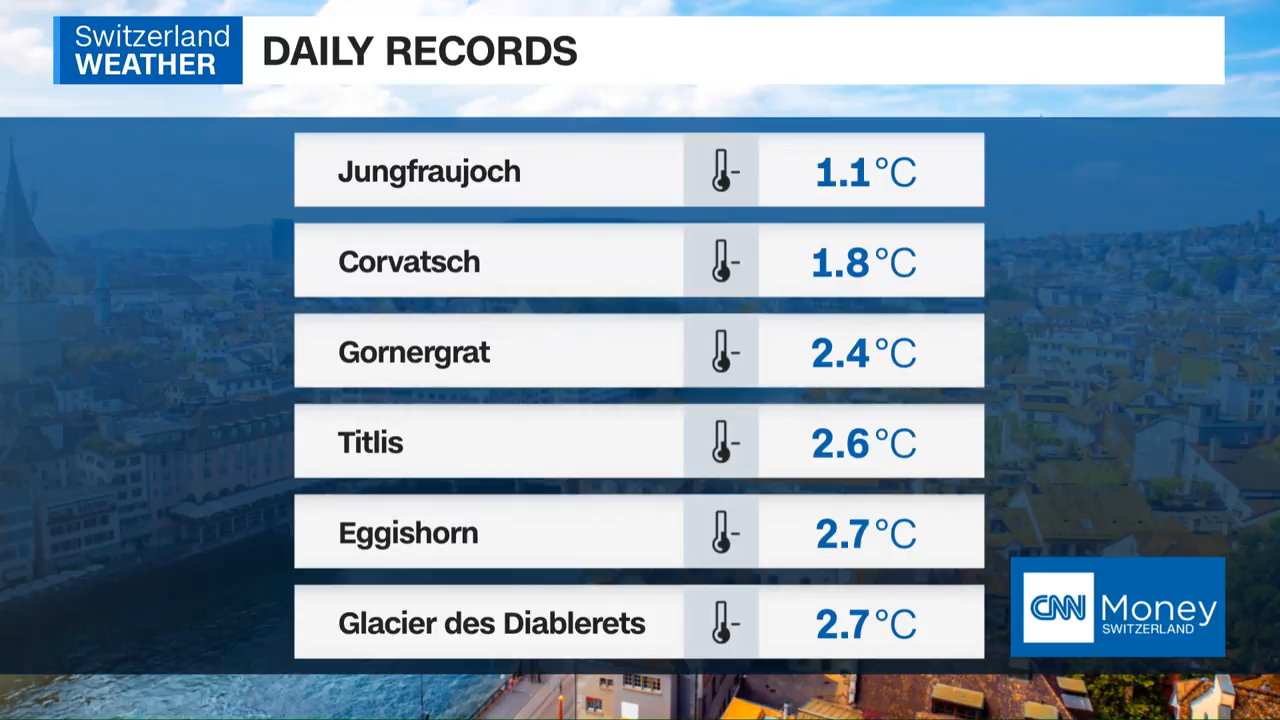 Switzerland
WEATHER
DAILY RECORDS
Jungfraujoch 1.1°C
Corvatsch 1.8°C
Gornergrat 2.4°C
Titlis 2.6°C
Eggishorn 2.7°C
Glacier des Diablerets 2.7°C
CNN Money
SWITZERLAND